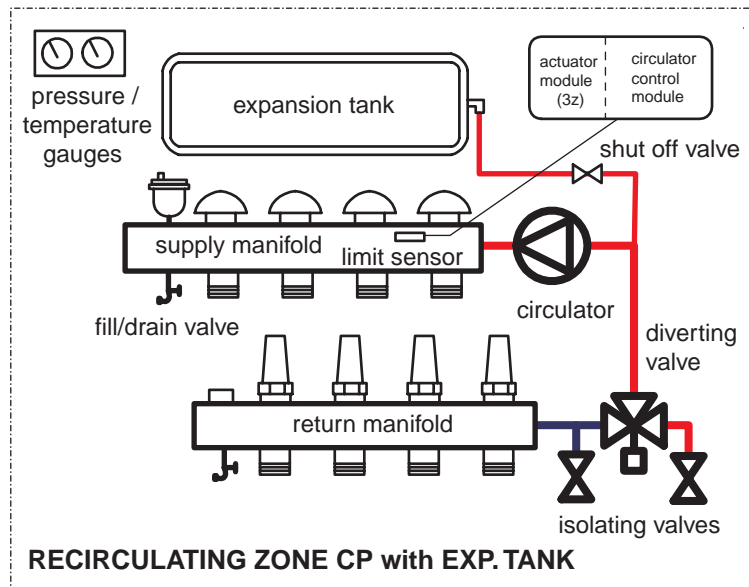 pressure /
temperature
gauges
expansion tank
actuator
module
(3z)
circulator
control
module
shut off valve
supply manifold
limit sensor
fill/drain valve
circulator
diverting
valve
return manifold
isolating valves
RECIRCULATING ZONE CP with EXP. TANK